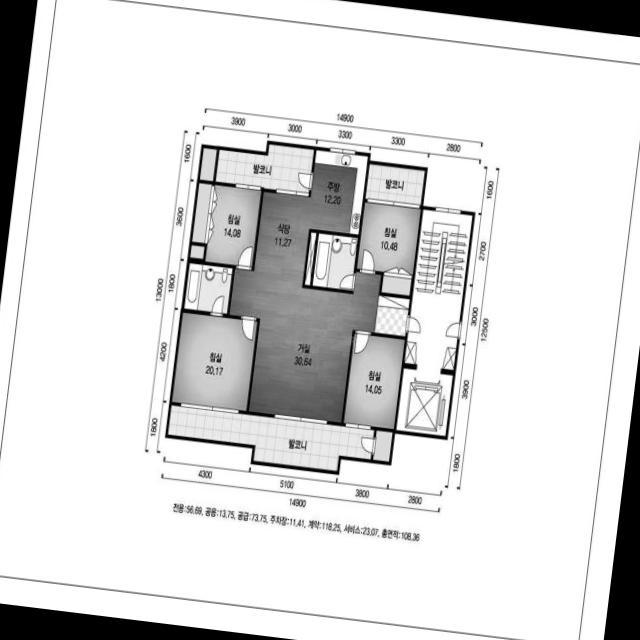 14900
3900 3000 3300 3300 2800
1600 3600 1800 13000 4200 1800
1600 2700 3000 12500 3900 1800
발코니
주방
12,20
발코니
침실
14,08
식당
11,27
침실
10,48
거실
30,64
침실
20,17
침실
14,05
발코니
4300 5100 3800 2800
14900
전용:56,69, 공용:13,75, 공급:73,75, 주차장:11,41, 계약:118,25, 서비스:23,07, 총면적:108,36